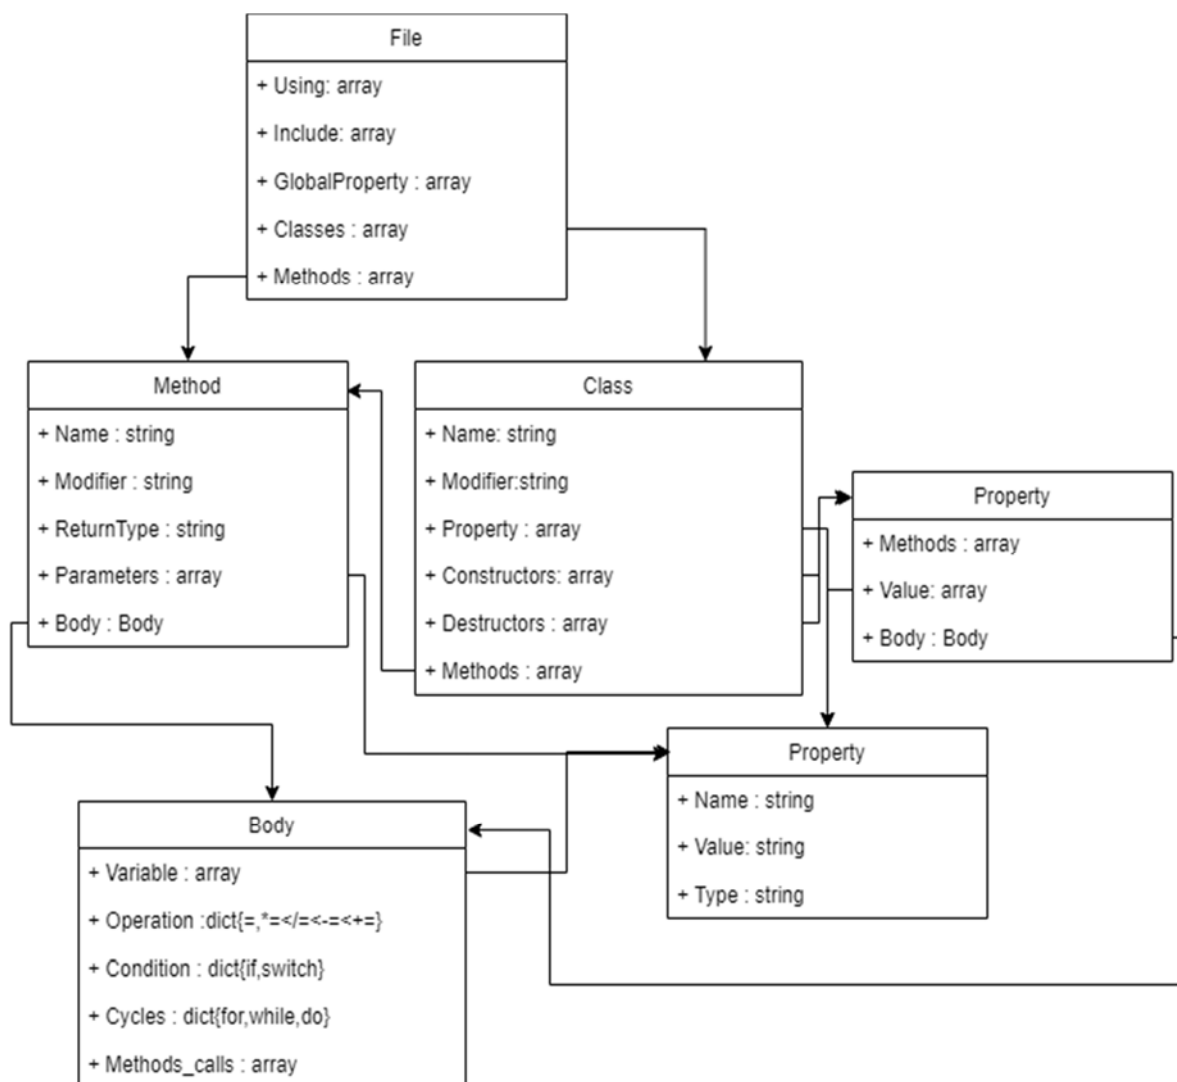 File
+ Using: array
+ Include: array
+ GlobalProperty : array
+ Classes : array
+ Methods : array
Method
+ Name : string
+ Modifier : string
+ ReturnType : string
+ Parameters : array
+ Body : Body
Class
+ Name: string
+ Modifier:string
+ Property : array
+ Constructors: array
+ Destructors : array
+ Methods : array
Property
+ Methods : array
+ Value: array
+ Body : Body
Property
+ Name : string
+ Value: string
+ Type : string
Body
+ Variable : array
+ Operation :dict{=,*=</=<-=<+=}
+ Condition : dict{if,switch}
+ Cycles : dict{for,while,do}
+ Methods_calls : array